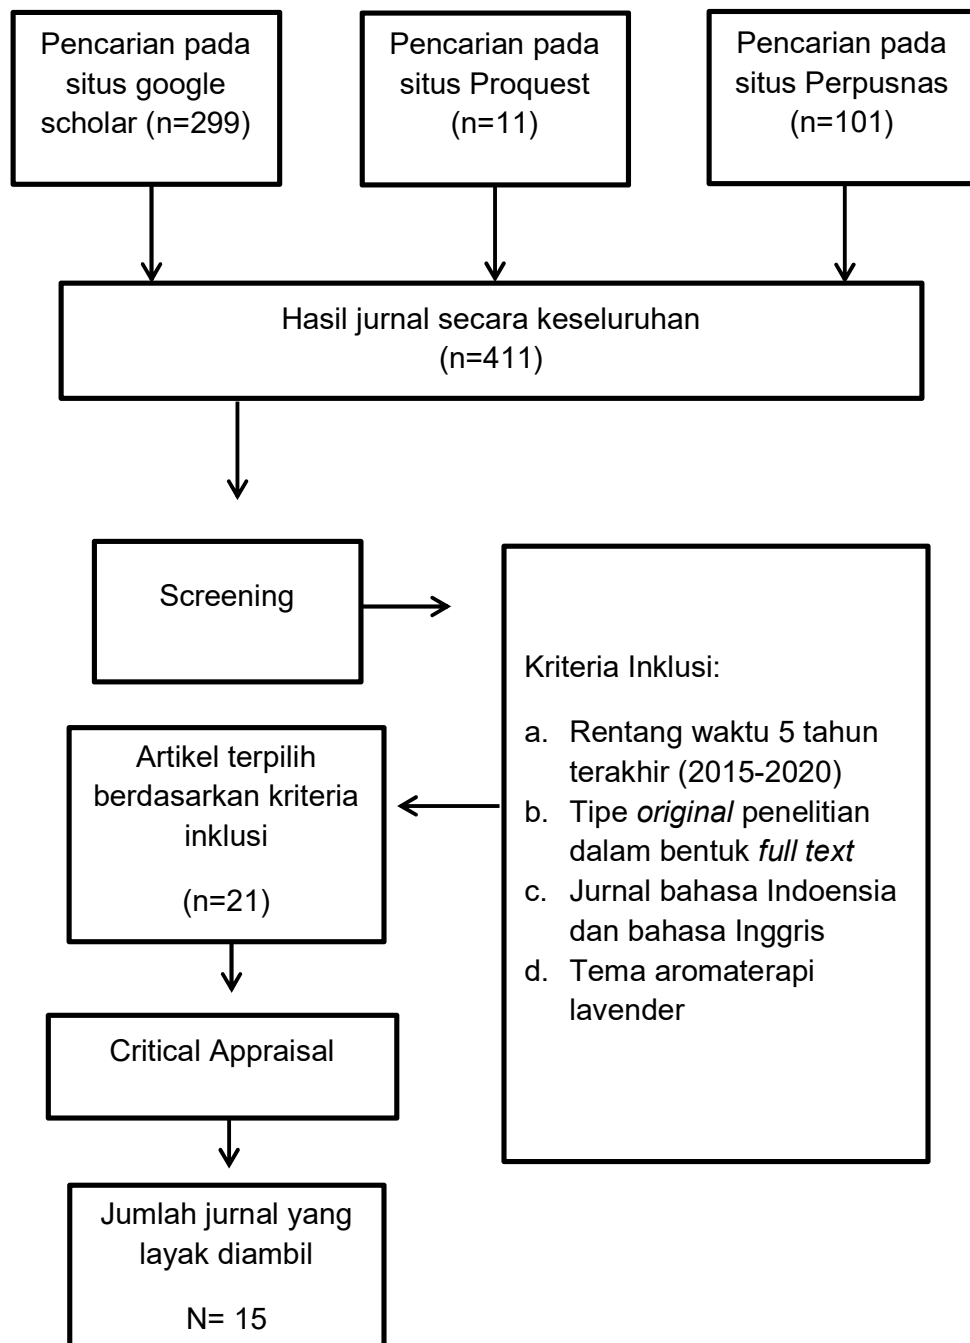 Pencarian pada
situs google
scholar (n=299)
Pencarian pada
situs Proquest
(n=11)
Pencarian pada
situs Perpusnas
(n=101)
Hasil jurnal secara keseluruhan
(n=411)
Screening
Kriteria Inklusi:
a. Rentang waktu 5 tahun
terakhir (2015-2020)
b. Tipe original penelitian
dalam bentuk full text
c. Jurnal bahasa Indoensia
dan bahasa Inggris
d. Tema aromaterapi
lavender
Artikel terpilih
berdasarkan kriteria
inklusi
(n=21)
Critical Appraisal
Jumlah jurnal yang
layak diambil
N= 15